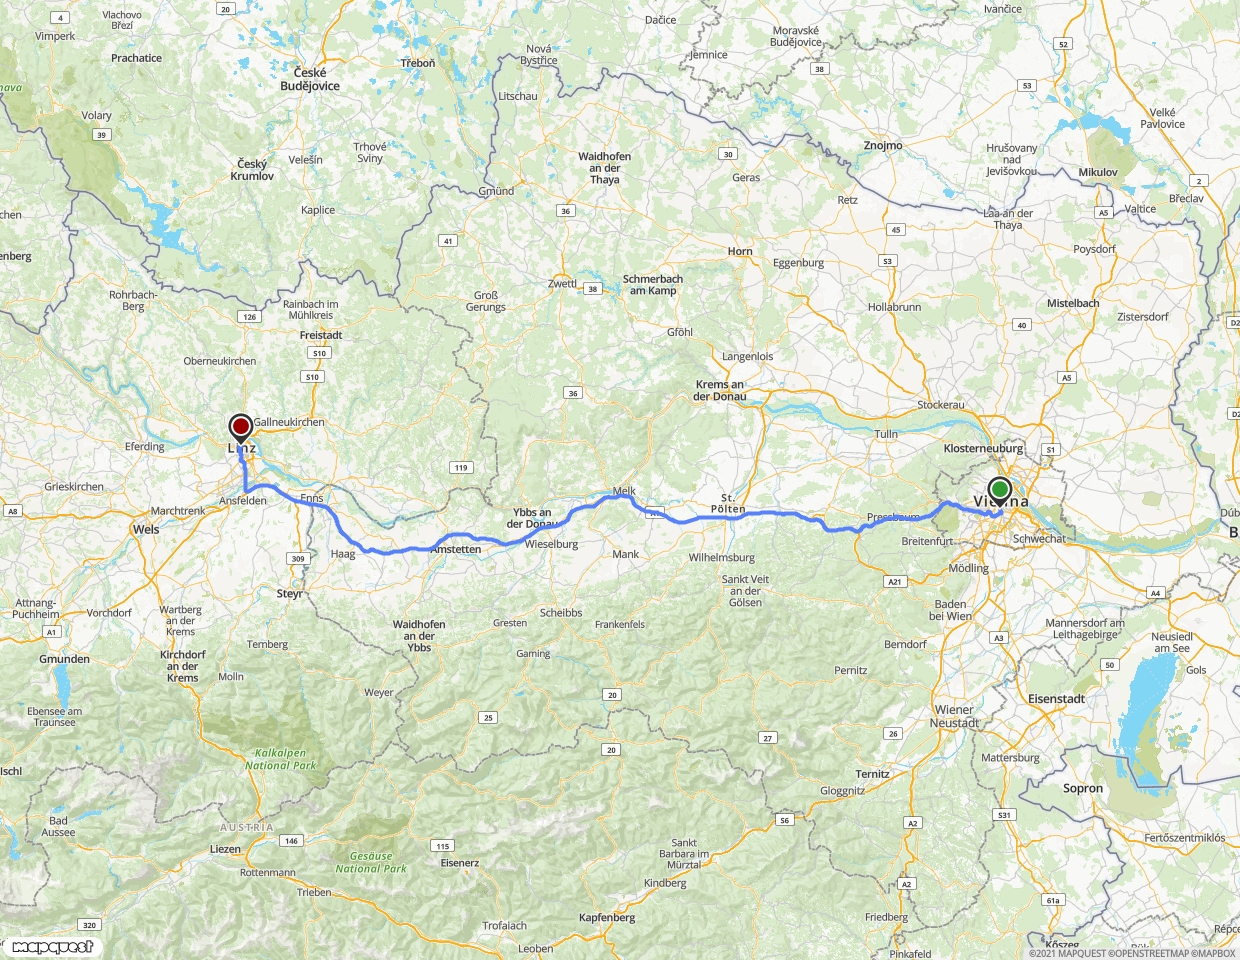 20
Vlachovo
Březí
4
Vimperk
Prachatice
České
Budějovice
Třeboň
Nová
Bystřice
Dačice
Jemnice
Moravské
Budějovice
38
Ivančice
52
S3
Velké
Pavlovice
Litschau
Volary
39
Český
Krumlov
Velešín
Trhové
Sviny
Waidhofen
an der
Thaya
30
Geras
Znojmo
Hrušovany
nad
Jevišovkou
Mikulov
2
Břeclav
Valtice
A5
Kaplice
Gmünd
36
41
Retz
45
S3
Laa an der
Thaya
Poysdorf
Horn
Eggenburg
Zwettl
38
Schmerbach
am Kamp
Groß
Gerungs
Rohrbach-
Berg
126
Rainbach im
Mühlkreis
Freistadt
S10
S10
Oberneukirchen
Hollabrunn
Mistelbach
Zistersdorf
40
Gföhl
Langenlois
Krems an
der Donau
36
A5
Stockerau
Tulln
Klosterneuburg
S1
Gallneukirchen
Linz
Eferding
119
Grieskirchen
A8
Marchtrenk
Ansfelden
Enns
Wels
Melk
Ybbs an
der Donau
St.
Pölten
Vienna
Pressbaum
Breitenfurt
Schwechat
Mödling
Haag
309
Amstetten
Wieselburg
Mank
Wilhelmsburg
A21
Steyr
Sankt Veit
an der
Gölsen
Attnang-
Puchheim
Vorchdorf
Wartberg
an der
Krems
A1
Scheibbs
Gresten
Frankenfels
Waidhofen
an der
Ybbs
Baden
bei Wien
A3
A4
Mannersdorf am
Leithagebirge
Neusiedl
am See
Gols
50
Berndorf
Ternberg
Gmunden
Kirchdorf
an der
Krems
Molln
Gaming
Weyer
20
Pernitz
Eisenstadt
Ebensee am
Traunsee
25
Wiener
Neustadt
26
27
20
Mattersburg
Kalkalpen
National Park
Ternitz
Gloggnitz
Sopron
Bad
Aussee
AUSTRIA
146
S6
A2
S31
Fertőszentmiklós
Liezen
Rottenmann
Gesäuse
National Park
115
Eisenerz
Sankt
Barbara im
Mürztal
Kindberg
A2
61a
Trieben
320
Trofaiach
Kapfenberg
Friedberg
Leoben
Pinkafeld
Kőszeg
mapquest
©2021 MAPQUEST ©OPENSTREETMAP ©MAPBOX